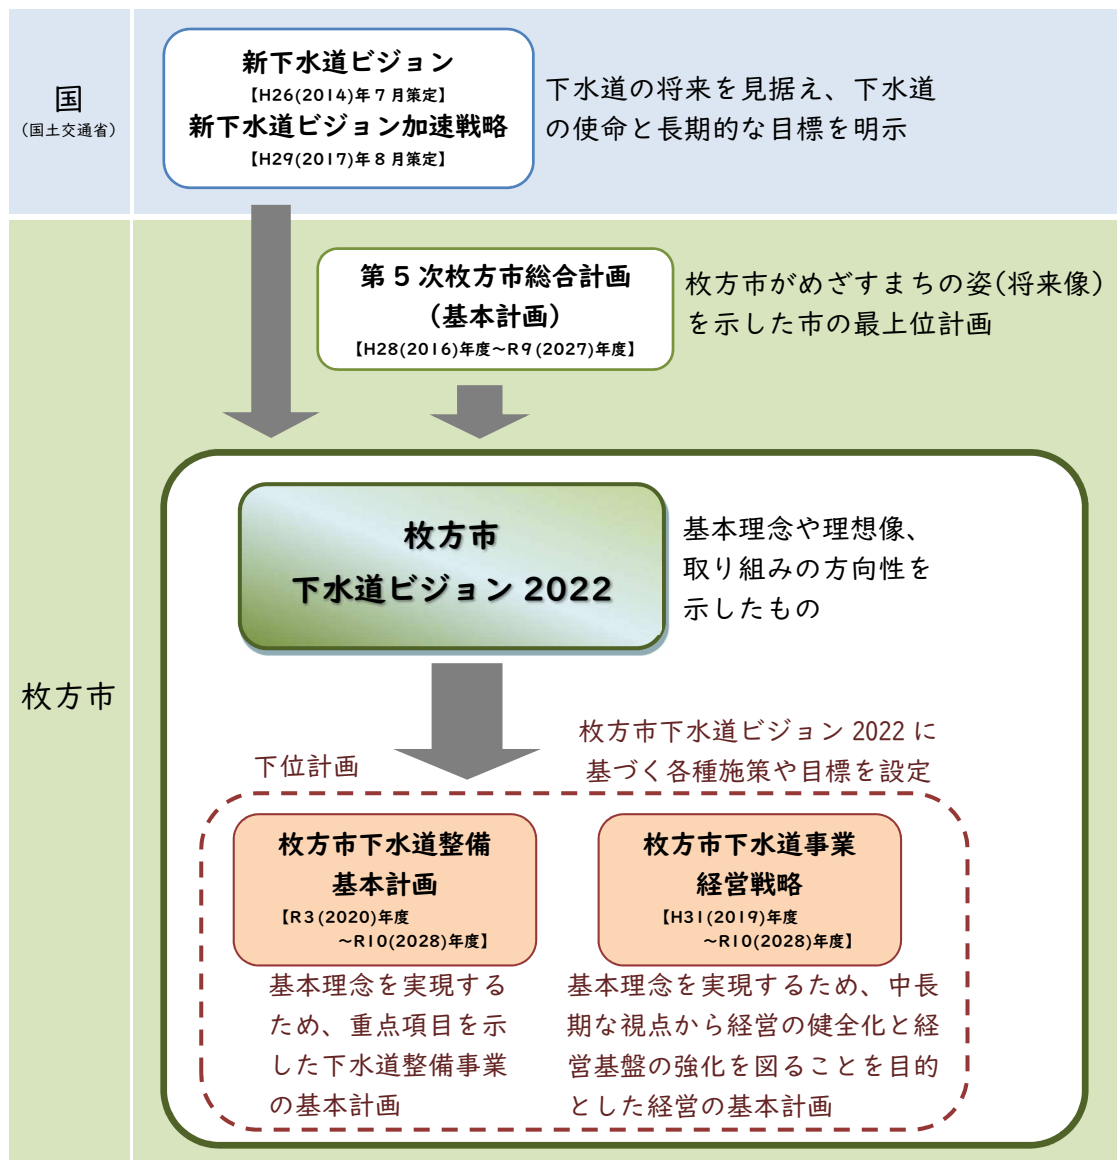 国
(国土交通省)
新下水道ビジョン
【H26(2014)年7月策定】
新下水道ビジョン加速戦略
【H29(2017)年8月策定】
下水道の将来を見据え、下水道
の使命と長期的な目標を明示
枚方市
第5次枚方市総合計画
(基本計画)
【H28(2016)年度～R9(2027)年度】
枚方市がめざすまちの姿(将来像)
を示した市の最上位計画
枚方市
下水道ビジョン2022
基本理念や理想像、
取り組みの方向性を
示したもの
下位計画
枚方市下水道ビジョン2022に
基づく各種施策や目標を設定
枚方市下水道整備
基本計画
【R3(2020)年度
～R10(2028)年度】
基本理念を実現する
ため、重点項目を示
した下水道整備事業
の基本計画
枚方市下水道事業
経営戦略
【H31(2019)年度
～R10(2028)年度】
基本理念を実現するため、中長
期な視点から経営の健全化と経
営基盤の強化を図ることを目的
とした経営の基本計画